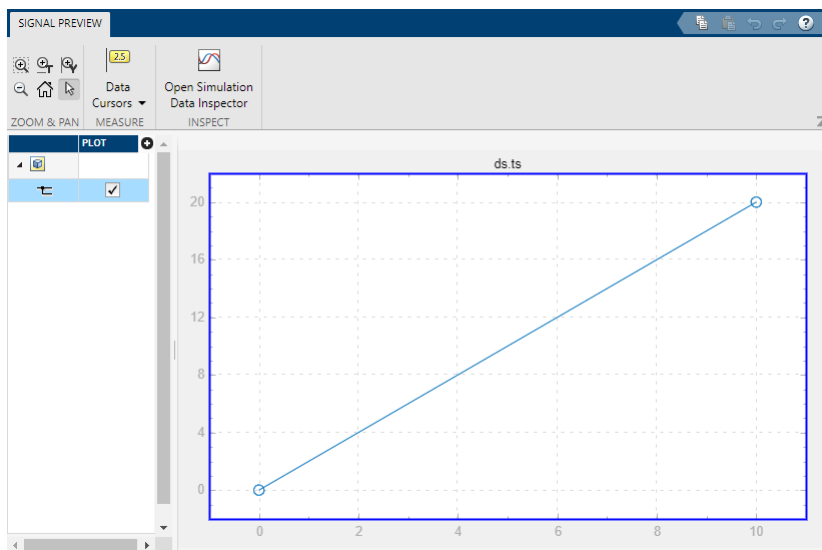 SIGNAL PREVIEW
?
2.5
Data
Cursors
Open Simulation
Data Inspector
ZOOM & PAN
MEASURE
INSPECT
PLOT
ds.ts
20
16
12
8
4
0
0 2 4 6 8 10